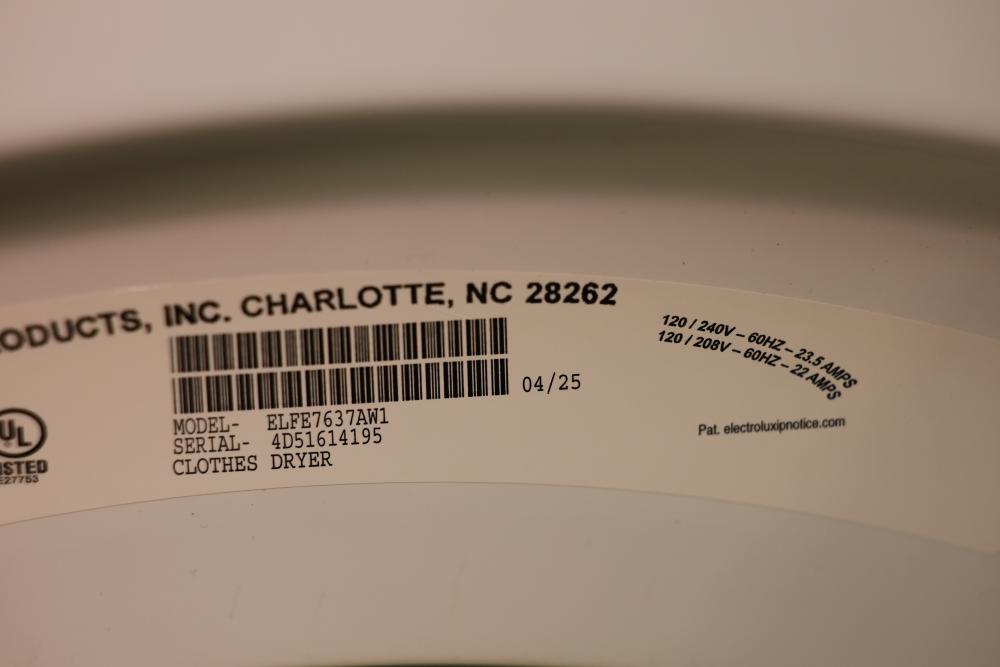 ODUCTS, INC. CHARLOTTE, NC 28262
120 / 240V – 60HZ – 23.5 AMPS
120 / 208V – 60HZ – 22 AMPS
04/25
MODEL- ELFE7637AW1
SERIAL- 4D51614195
CLOTHES DRYER
Pat. electroluxipnotice.com
UL
ISTED
E27753